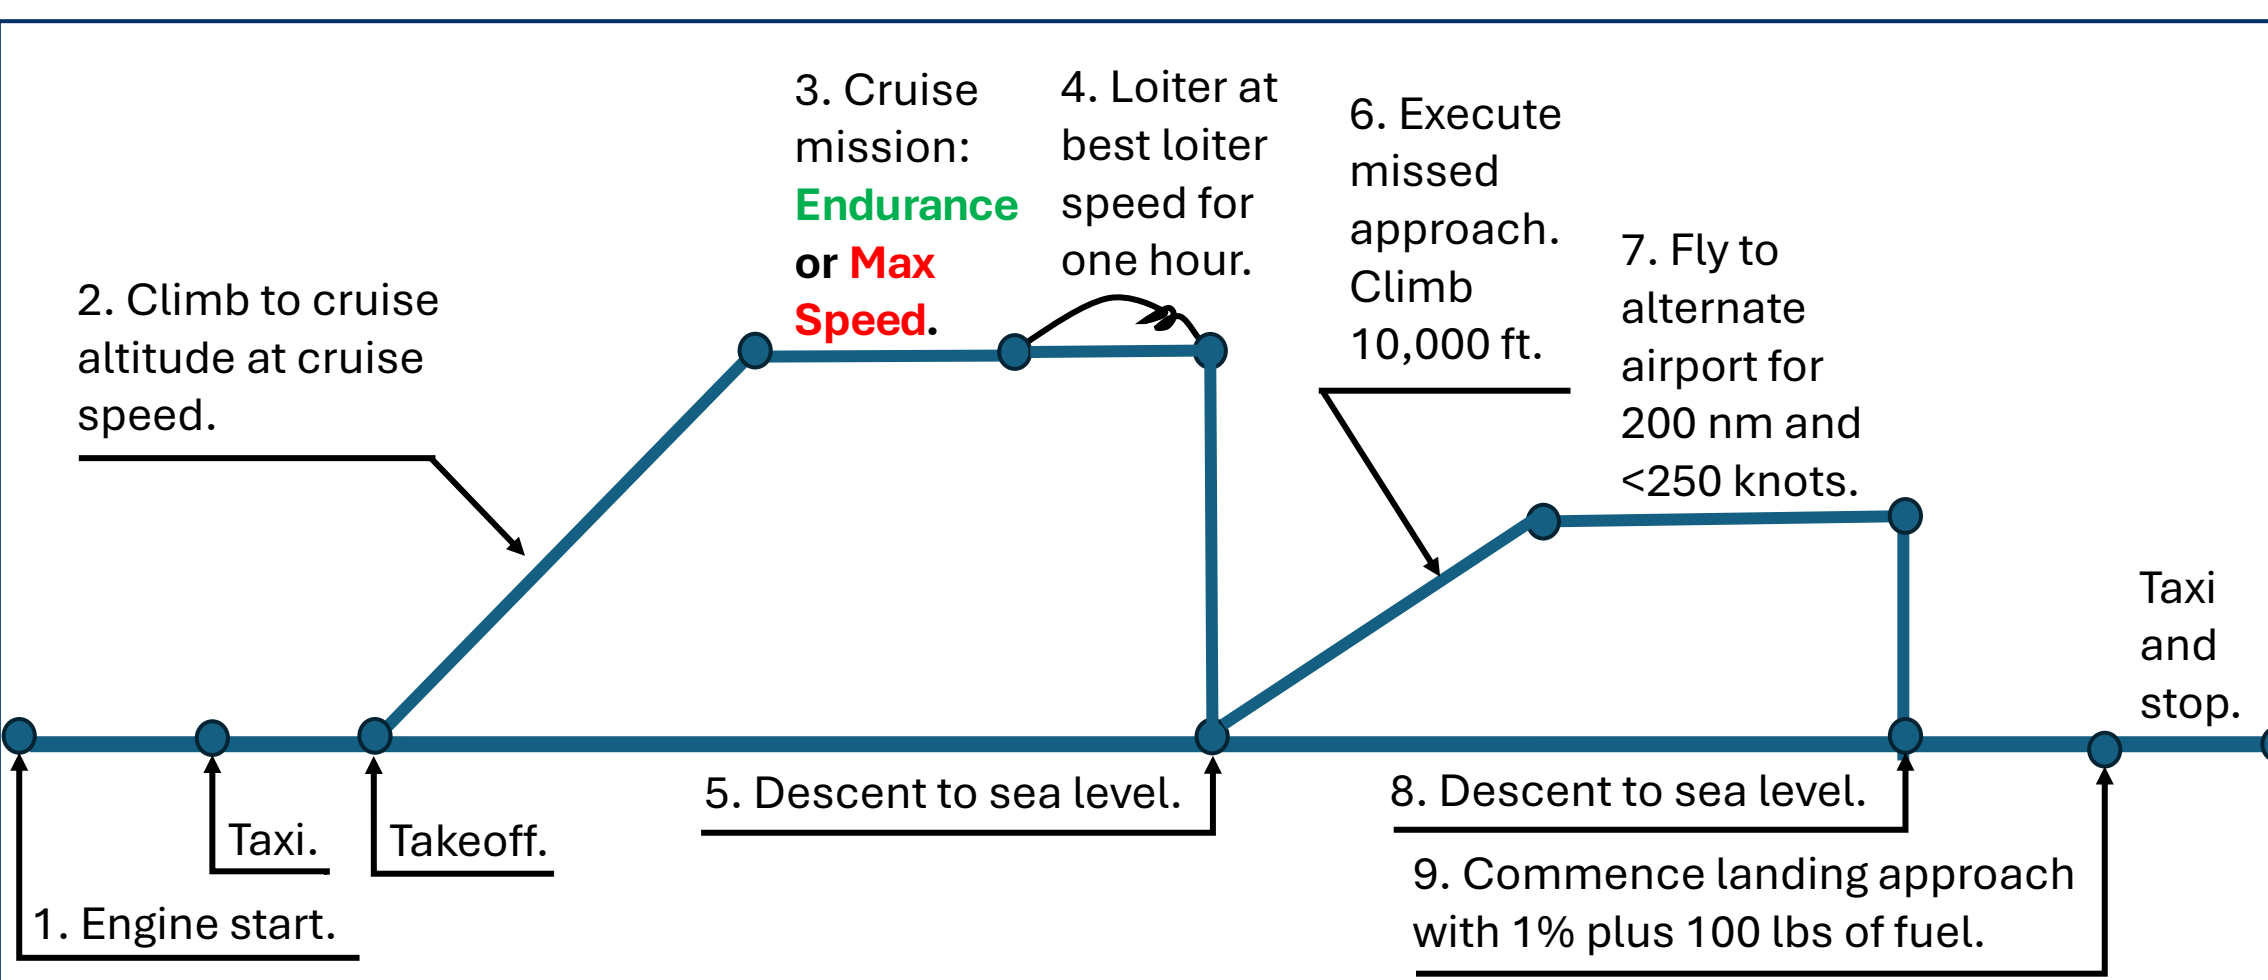 3. Cruise
mission:
Endurance
or Max
Speed.
4. Loiter at
best loiter
speed for
one hour.
6. Execute
missed
approach.
Climb
10,000 ft.
7. Fly to
alternate
airport for
200 nm and
<250 knots.
2. Climb to cruise
altitude at cruise
speed.
Taxi
and
stop.
5. Descent to sea level.
8. Descent to sea level.
Taxi.
Takeoff.
1. Engine start.
9. Commence landing approach
with 1% plus 100 lbs of fuel.